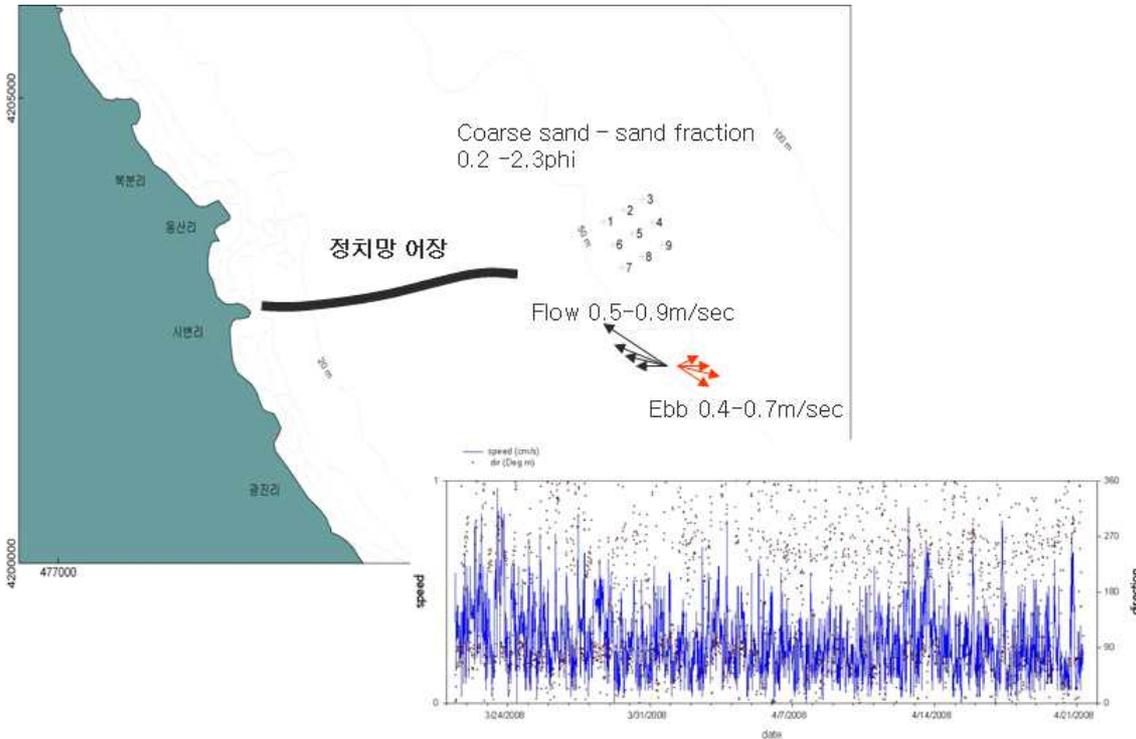 4205000
100 m
Coarse sand - sand fraction
0.2 -2.3phi
북분리
3
2
1
4
동산리
5
50 m
6
9
정치망 어장
8
7
Flow 0.5-0.9m/sec
시변리
20 m
Ebb 0.4-0.7m/sec
광진리
4200000
477000
speed (cm/s)
dir (Deg m)
1
360
270
180
90
0
0
speed
direction
3/24/2008
3/31/2008
4/7/2008
4/14/2008
4/21/2008
date